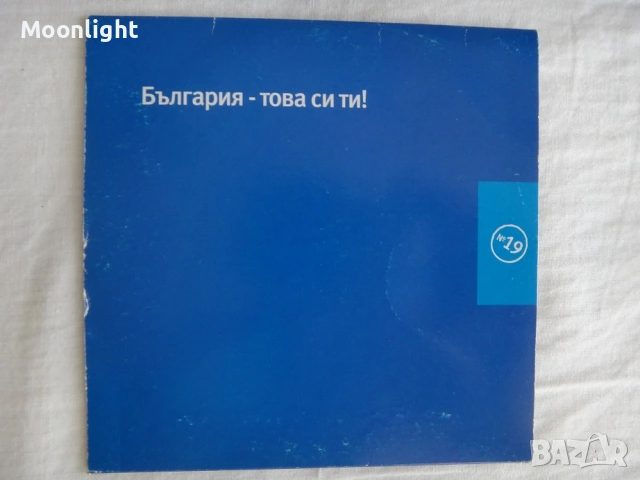 Moonlight
България - това си ти!
№19
BAZAR